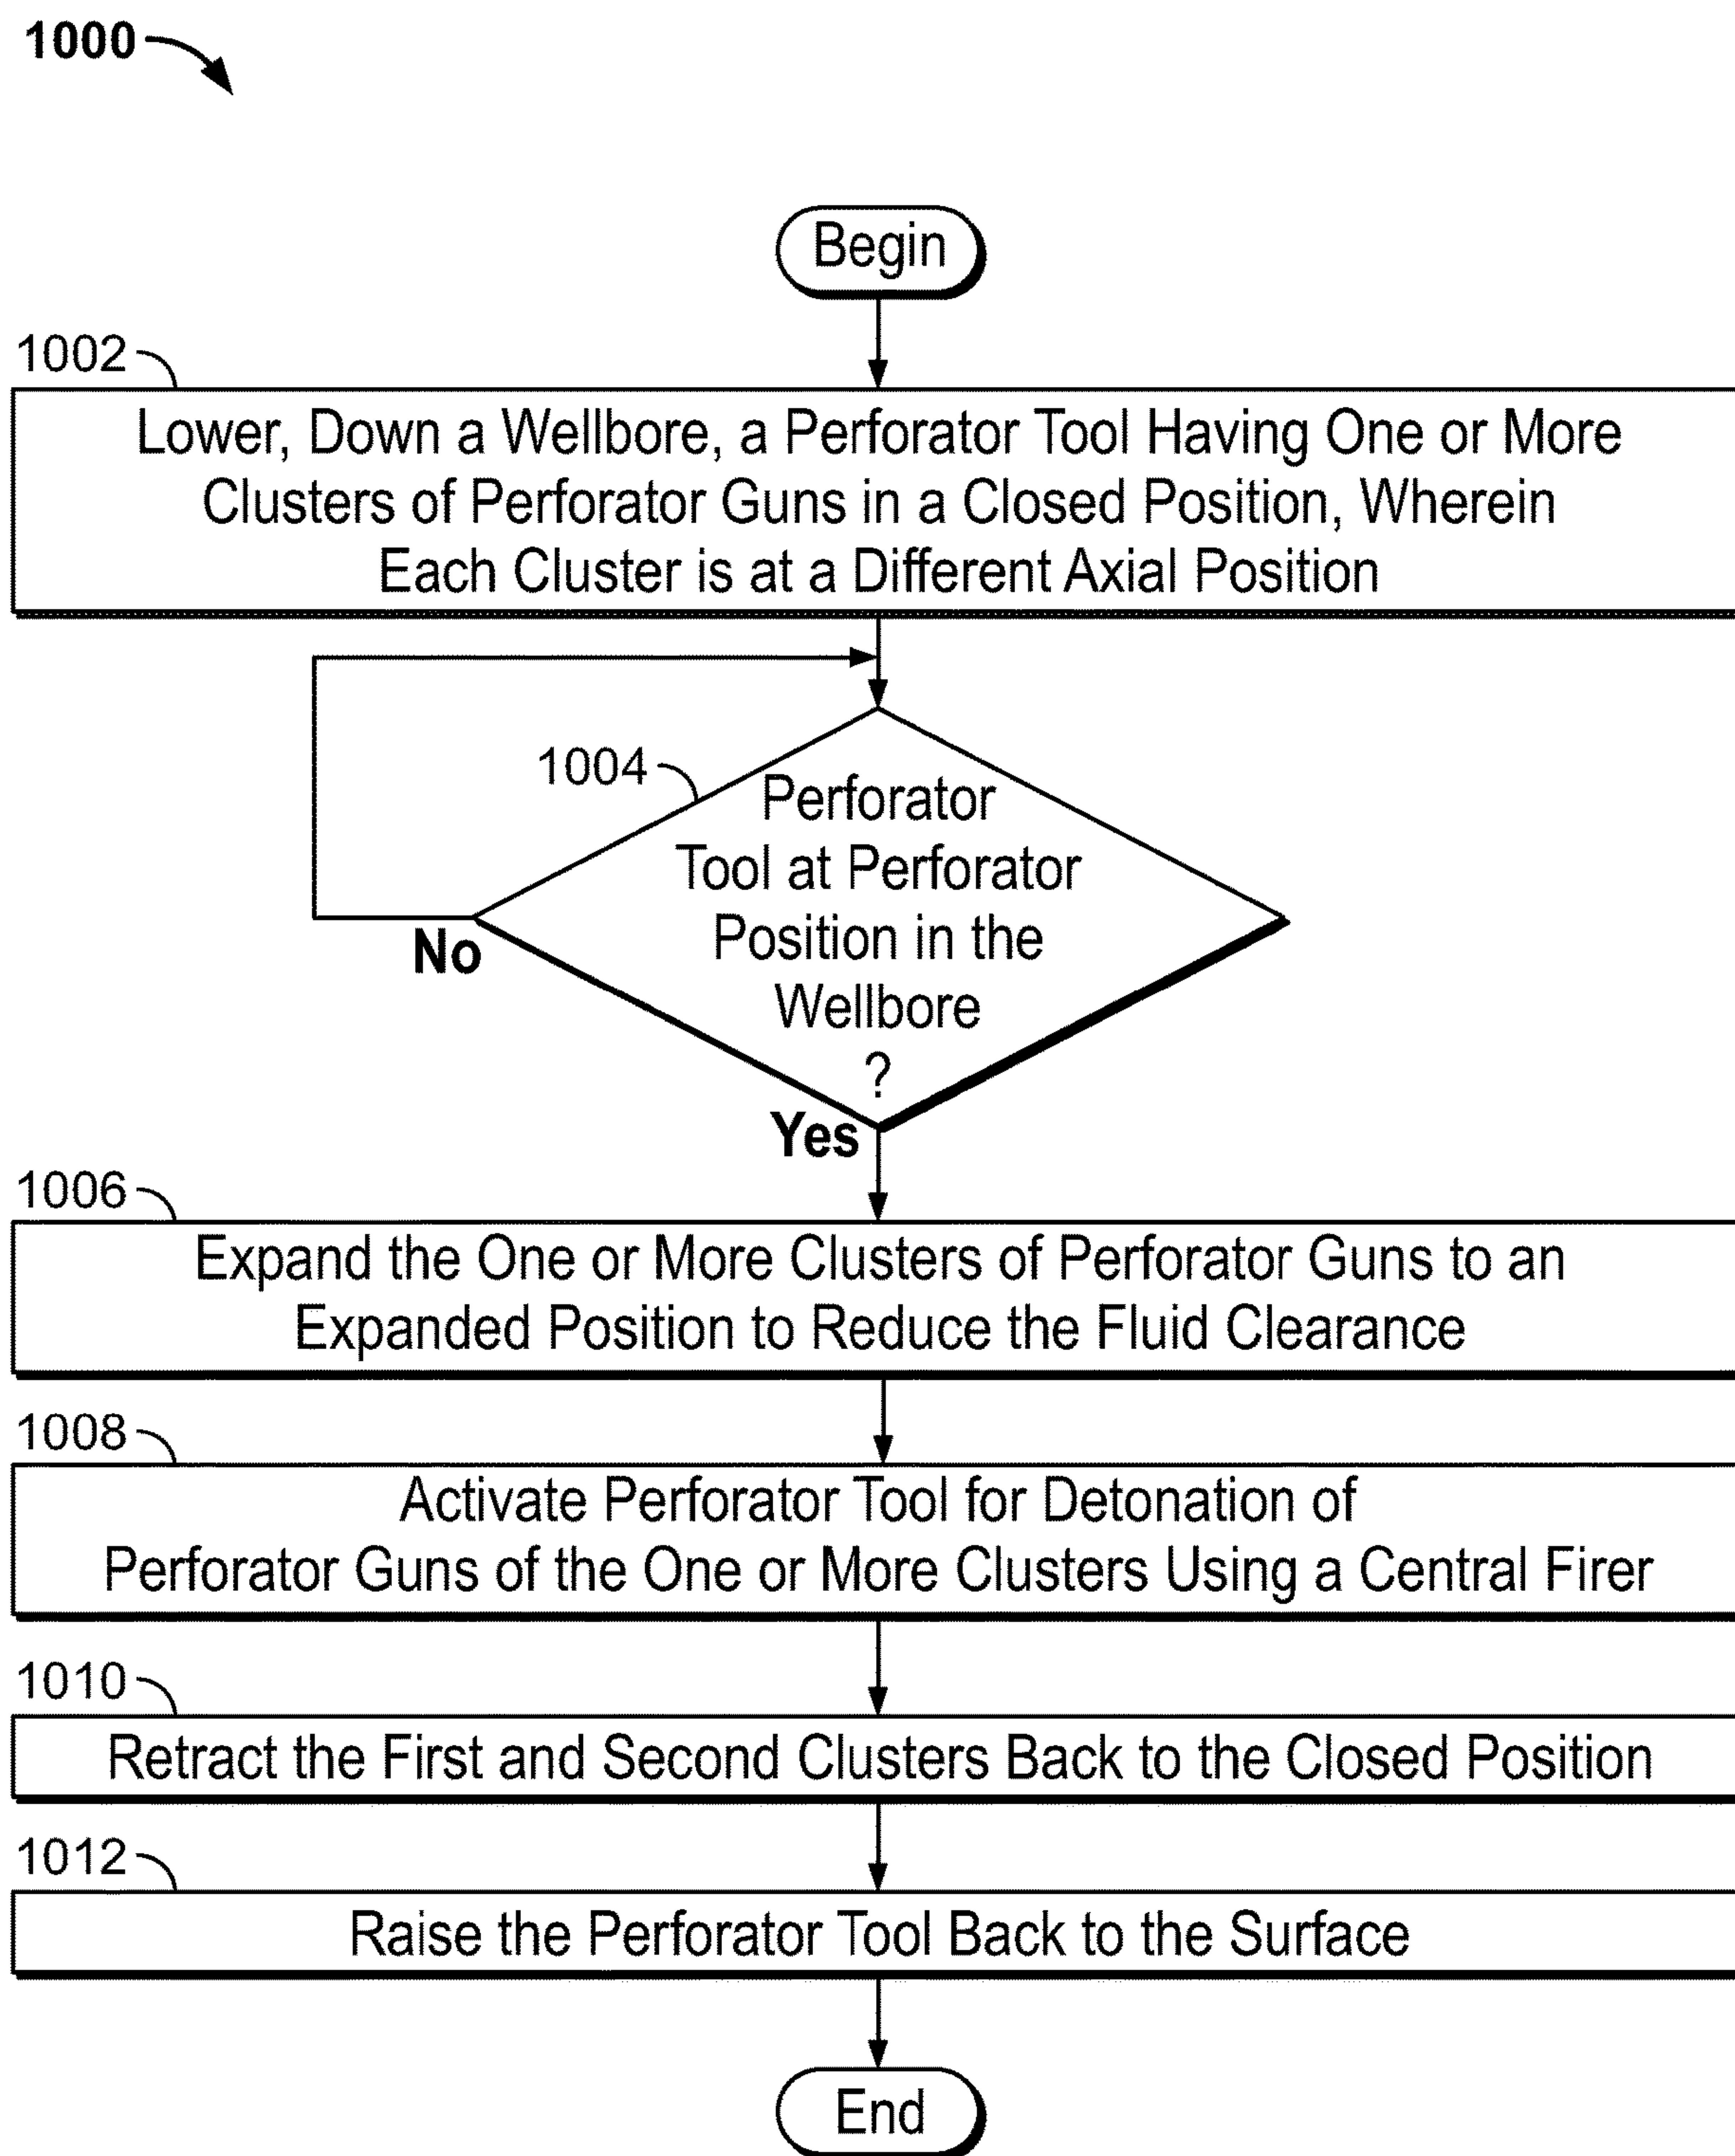 1000
Begin
1002
Lower, Down a Wellbore, a Perforator Tool Having One or More
Clusters of Perforator Guns in a Closed Position, Wherein
Each Cluster is at a Different Axial Position
1004
Perforator
Tool at Perforator
Position in the
Wellbore
?
No
Yes
1006
Expand the One or More Clusters of Perforator Guns to an
Expanded Position to Reduce the Fluid Clearance
1008
Activate Perforator Tool for Detonation of
Perforator Guns of the One or More Clusters Using a Central Firer
1010
Retract the First and Second Clusters Back to the Closed Position
1012
Raise the Perforator Tool Back to the Surface
End